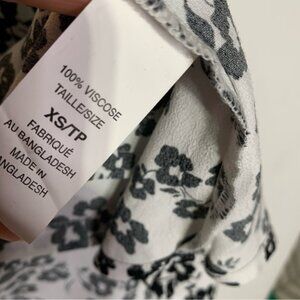 100% VISCOSE
TAILLE/SIZE
XS/TP
FABRIQUÉ
AU BANGLADESH
MADE IN
BANGLADESH